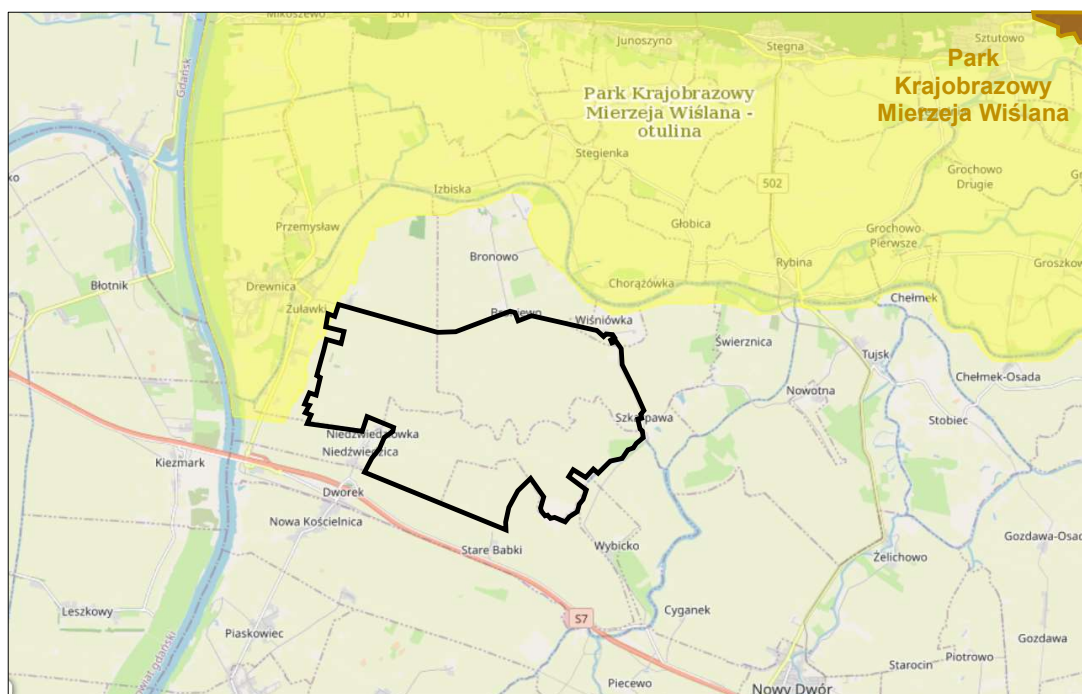 Mikoszewo
501
Junoszyno
Stegna
Sztutowo
Park
Krajobrazowy
Mierzeja Wiślana
Park Krajobrazowy
Mierzeja Wiślana -
otulina
Gdańsk
Stegienka
Grochowo
Drugie
502
Izbiska
Przemysław
Głobica
Grochowo
Pierwsze
Bronowo
Rybina
Groszkowo
Drewnica
Błotnik
Chorążówka
Chełmek
Żuławki
Wiśniówka
Świerznica
Tujsk
Chełmek-Osada
Nowotna
Szkarpawa
Stobiec
Niedźwiedziówka
Niedźwiedzica
Kiezmark
Dworek
Nowa Kościelnica
Stare Babki
Wybicko
Żelichowo
Gozdawa-Osada
Leszkowy
Cyganek
S7
Piaskowiec
Gozdawa
Piotrowo
Starocin
Piecewo
Nowy Dwór